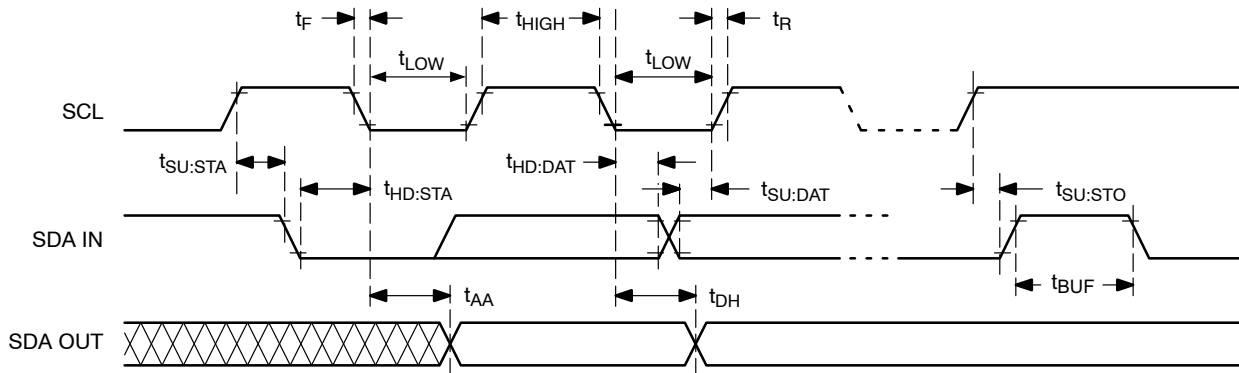 tF
tHIGH
tR
tLOW
tLOW
SCL
tSU:STA
tHD:STA
tHD:DAT
tSU:DAT
tSU:STO
SDA IN
tBUF
tAA
tDH
SDA OUT